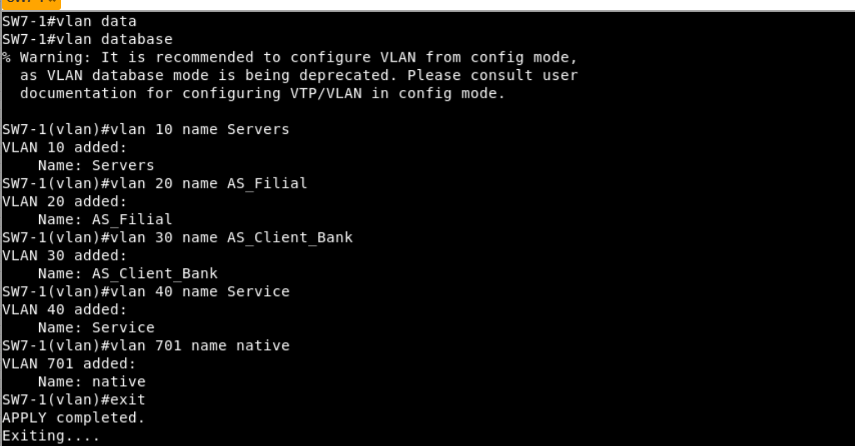 SW7-1#vlan data
SW7-1#vlan database
% Warning: It is recommended to configure VLAN from config mode,
  as VLAN database mode is being deprecated. Please consult user
  documentation for configuring VTP/VLAN in config mode.

SW7-1(vlan)#vlan 10 name Servers
VLAN 10 added:
    Name: Servers
SW7-1(vlan)#vlan 20 name AS_Filial
VLAN 20 added:
    Name: AS_Filial
SW7-1(vlan)#vlan 30 name AS_Client_Bank
VLAN 30 added:
    Name: AS_Client_Bank
SW7-1(vlan)#vlan 40 name Service
VLAN 40 added:
    Name: Service
SW7-1(vlan)#vlan 701 name native
VLAN 701 added:
    Name: native
SW7-1(vlan)#exit
APPLY completed.
Exiting....